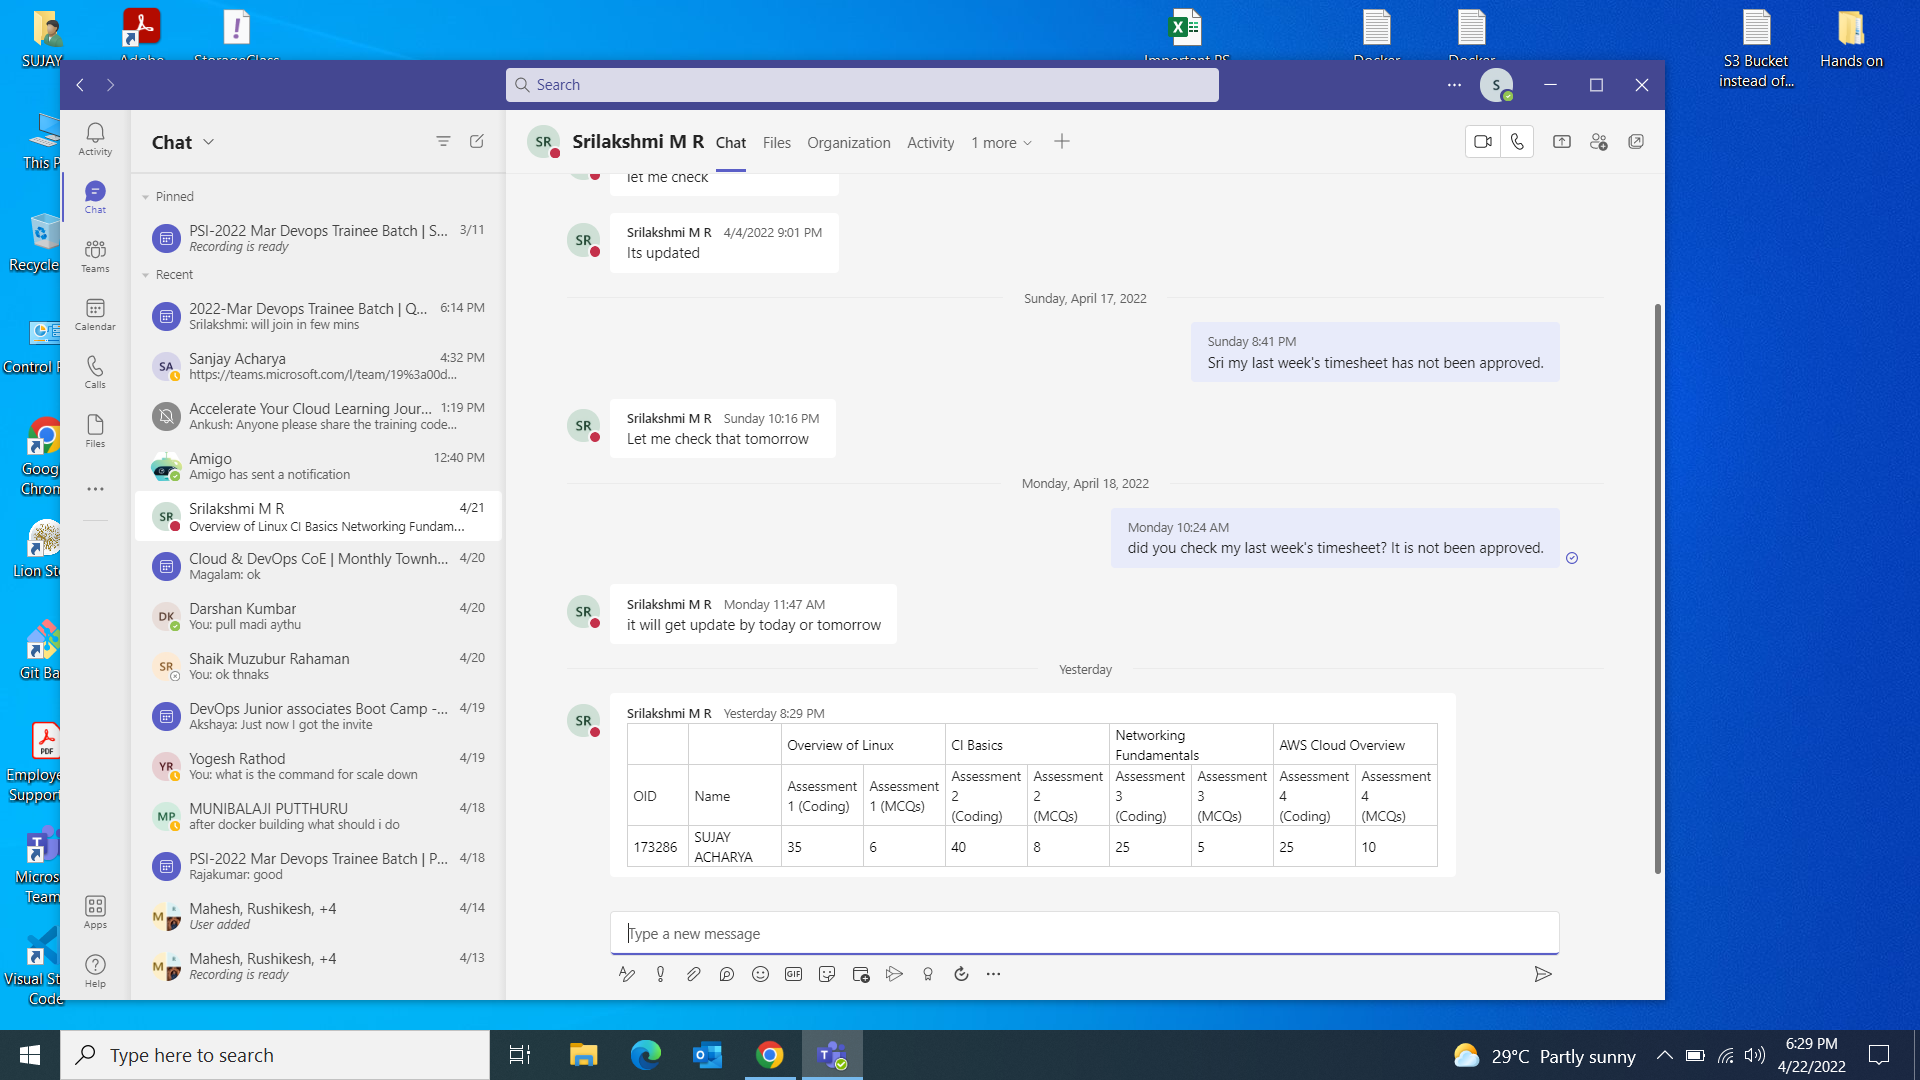 SUJAY
Adobe
StorageClass
Important PS
Docker
Docker
S3 Bucket
instead of...
Hands on
This P
Recycle
Control P
Goog
Chrom
Lion St
Git Ba
PDF
Employe
Suppor
Micros
Team
Visual St
Code
Search
S
Activity
Chat
Teams
Calendar
Calls
Files
Apps
Help
Chat
Pinned
PSI-2022 Mar Devops Trainee Batch | S... 3/11
Recording is ready
Recent
2022-Mar Devops Trainee Batch | Q... 6:14 PM
Srilakshmi: will join in few mins
SA Sanjay Acharya 4:32 PM
https://teams.microsoft.com/l/team/19%3a00d...
Accelerate Your Cloud Learning Jour... 1:19 PM
Ankush: Anyone please share the training code...
Amigo 12:40 PM
Amigo has sent a notification
SR Srilakshmi M R 4/21
Overview of Linux CI Basics Networking Fundam...
Cloud & DevOps CoE | Monthly Townh... 4/20
Magalam: ok
DK Darshan Kumbar 4/20
You: pull madi aythu
SR Shaik Muzubur Rahaman 4/20
You: ok thnaks
DevOps Junior associates Boot Camp -... 4/19
Akshaya: Just now I got the invite
YR Yogesh Rathod 4/19
You: what is the command for scale down
MP MUNIBALAJI PUTTHURU 4/18
after docker building what should i do
PSI-2022 Mar Devops Trainee Batch | P... 4/18
Rajakumar: good
M Mahesh, Rushikesh, +4 4/14
User added
M Mahesh, Rushikesh, +4 4/13
Recording is ready
SR Srilakshmi M R Chat Files Organization Activity 1 more
let me check
SR Srilakshmi M R 4/4/2022 9:01 PM
Its updated
Sunday, April 17, 2022
Sunday 8:41 PM
Sri my last week's timesheet has not been approved.
SR Srilakshmi M R Sunday 10:16 PM
Let me check that tomorrow
Monday, April 18, 2022
Monday 10:24 AM
did you check my last week's timesheet? It is not been approved.
SR Srilakshmi M R Monday 11:47 AM
it will get update by today or tomorrow
Yesterday
SR Srilakshmi M R Yesterday 8:29 PM
Overview of Linux CI Basics Networking Fundamentals AWS Cloud Overview
OID Name Assessment 1 (Coding) Assessment 1 (MCQs) Assessment 2 (Coding) Assessment 2 (MCQs) Assessment 3 (Coding) Assessment 3 (MCQs) Assessment 4 (Coding) Assessment 4 (MCQs)
173286 SUJAY ACHARYA 35 6 40 8 25 5 25 10
Type a new message
GIF
Type here to search
29°C Partly sunny
6:29 PM
4/22/2022